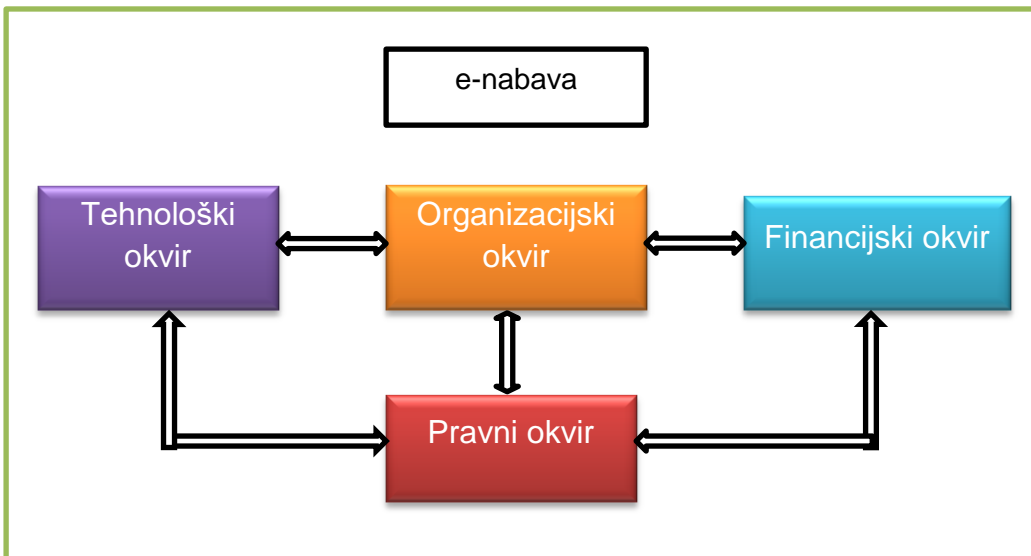 e-nabava
Tehnološki
okvir
Organizacijski
okvir
Financijski okvir
Pravni okvir